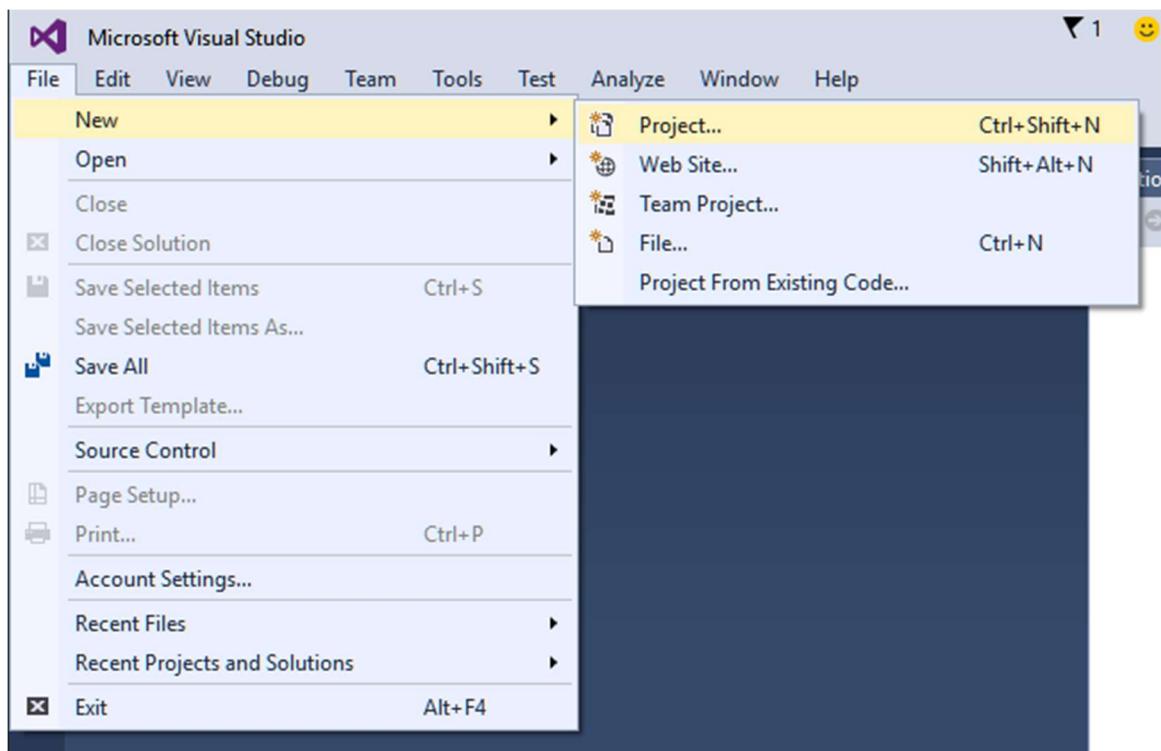 Microsoft Visual Studio 1
File Edit View Debug Team Tools Test Analyze Window Help
New
Open
Close
Close Solution
Save Selected Items Ctrl+S
Save Selected Items As...
Save All Ctrl+Shift+S
Export Template...
Source Control
Page Setup...
Print... Ctrl+P
Account Settings...
Recent Files
Recent Projects and Solutions
Exit Alt+F4
Project... Ctrl+Shift+N
Web Site... Shift+Alt+N
Team Project...
File... Ctrl+N
Project From Existing Code...